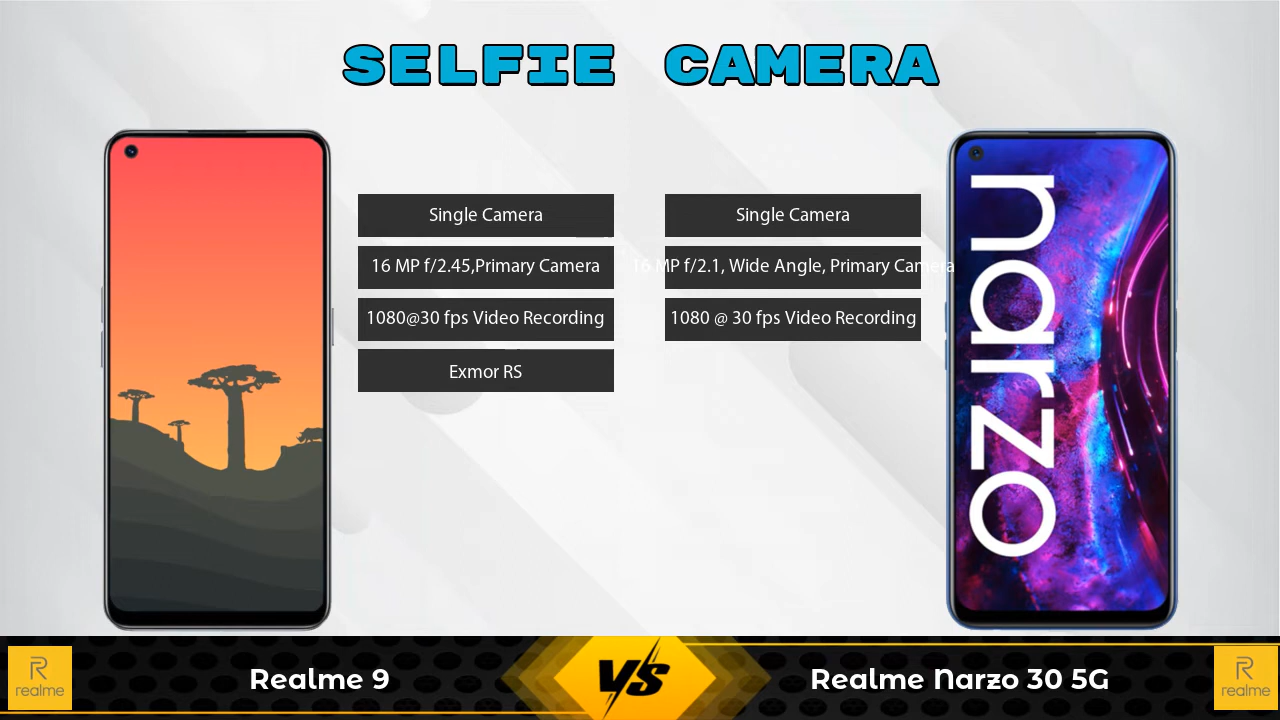 SELFIE CAMERA
Single Camera
16 MP f/2.45,Primary Camera
1080@30 fps Video Recording
Exmor RS
Single Camera
16 MP f/2.1, Wide Angle, Primary Camera
1080 @ 30 fps Video Recording
narzo
R
realme
Realme 9
VS
Realme Narzo 30 5G
R
realme